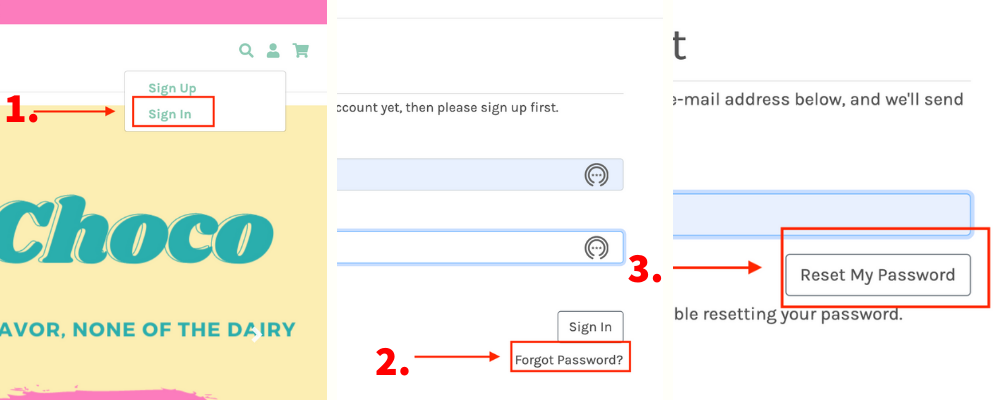 Sign Up
1.
Sign In
Choco
AVOR, NONE OF THE DAIRY
ccount yet, then please sign up first.
Sign In
2.
Forgot Password?
t
e-mail address below, and we'll send
3.
Reset My Password
ble resetting your password.